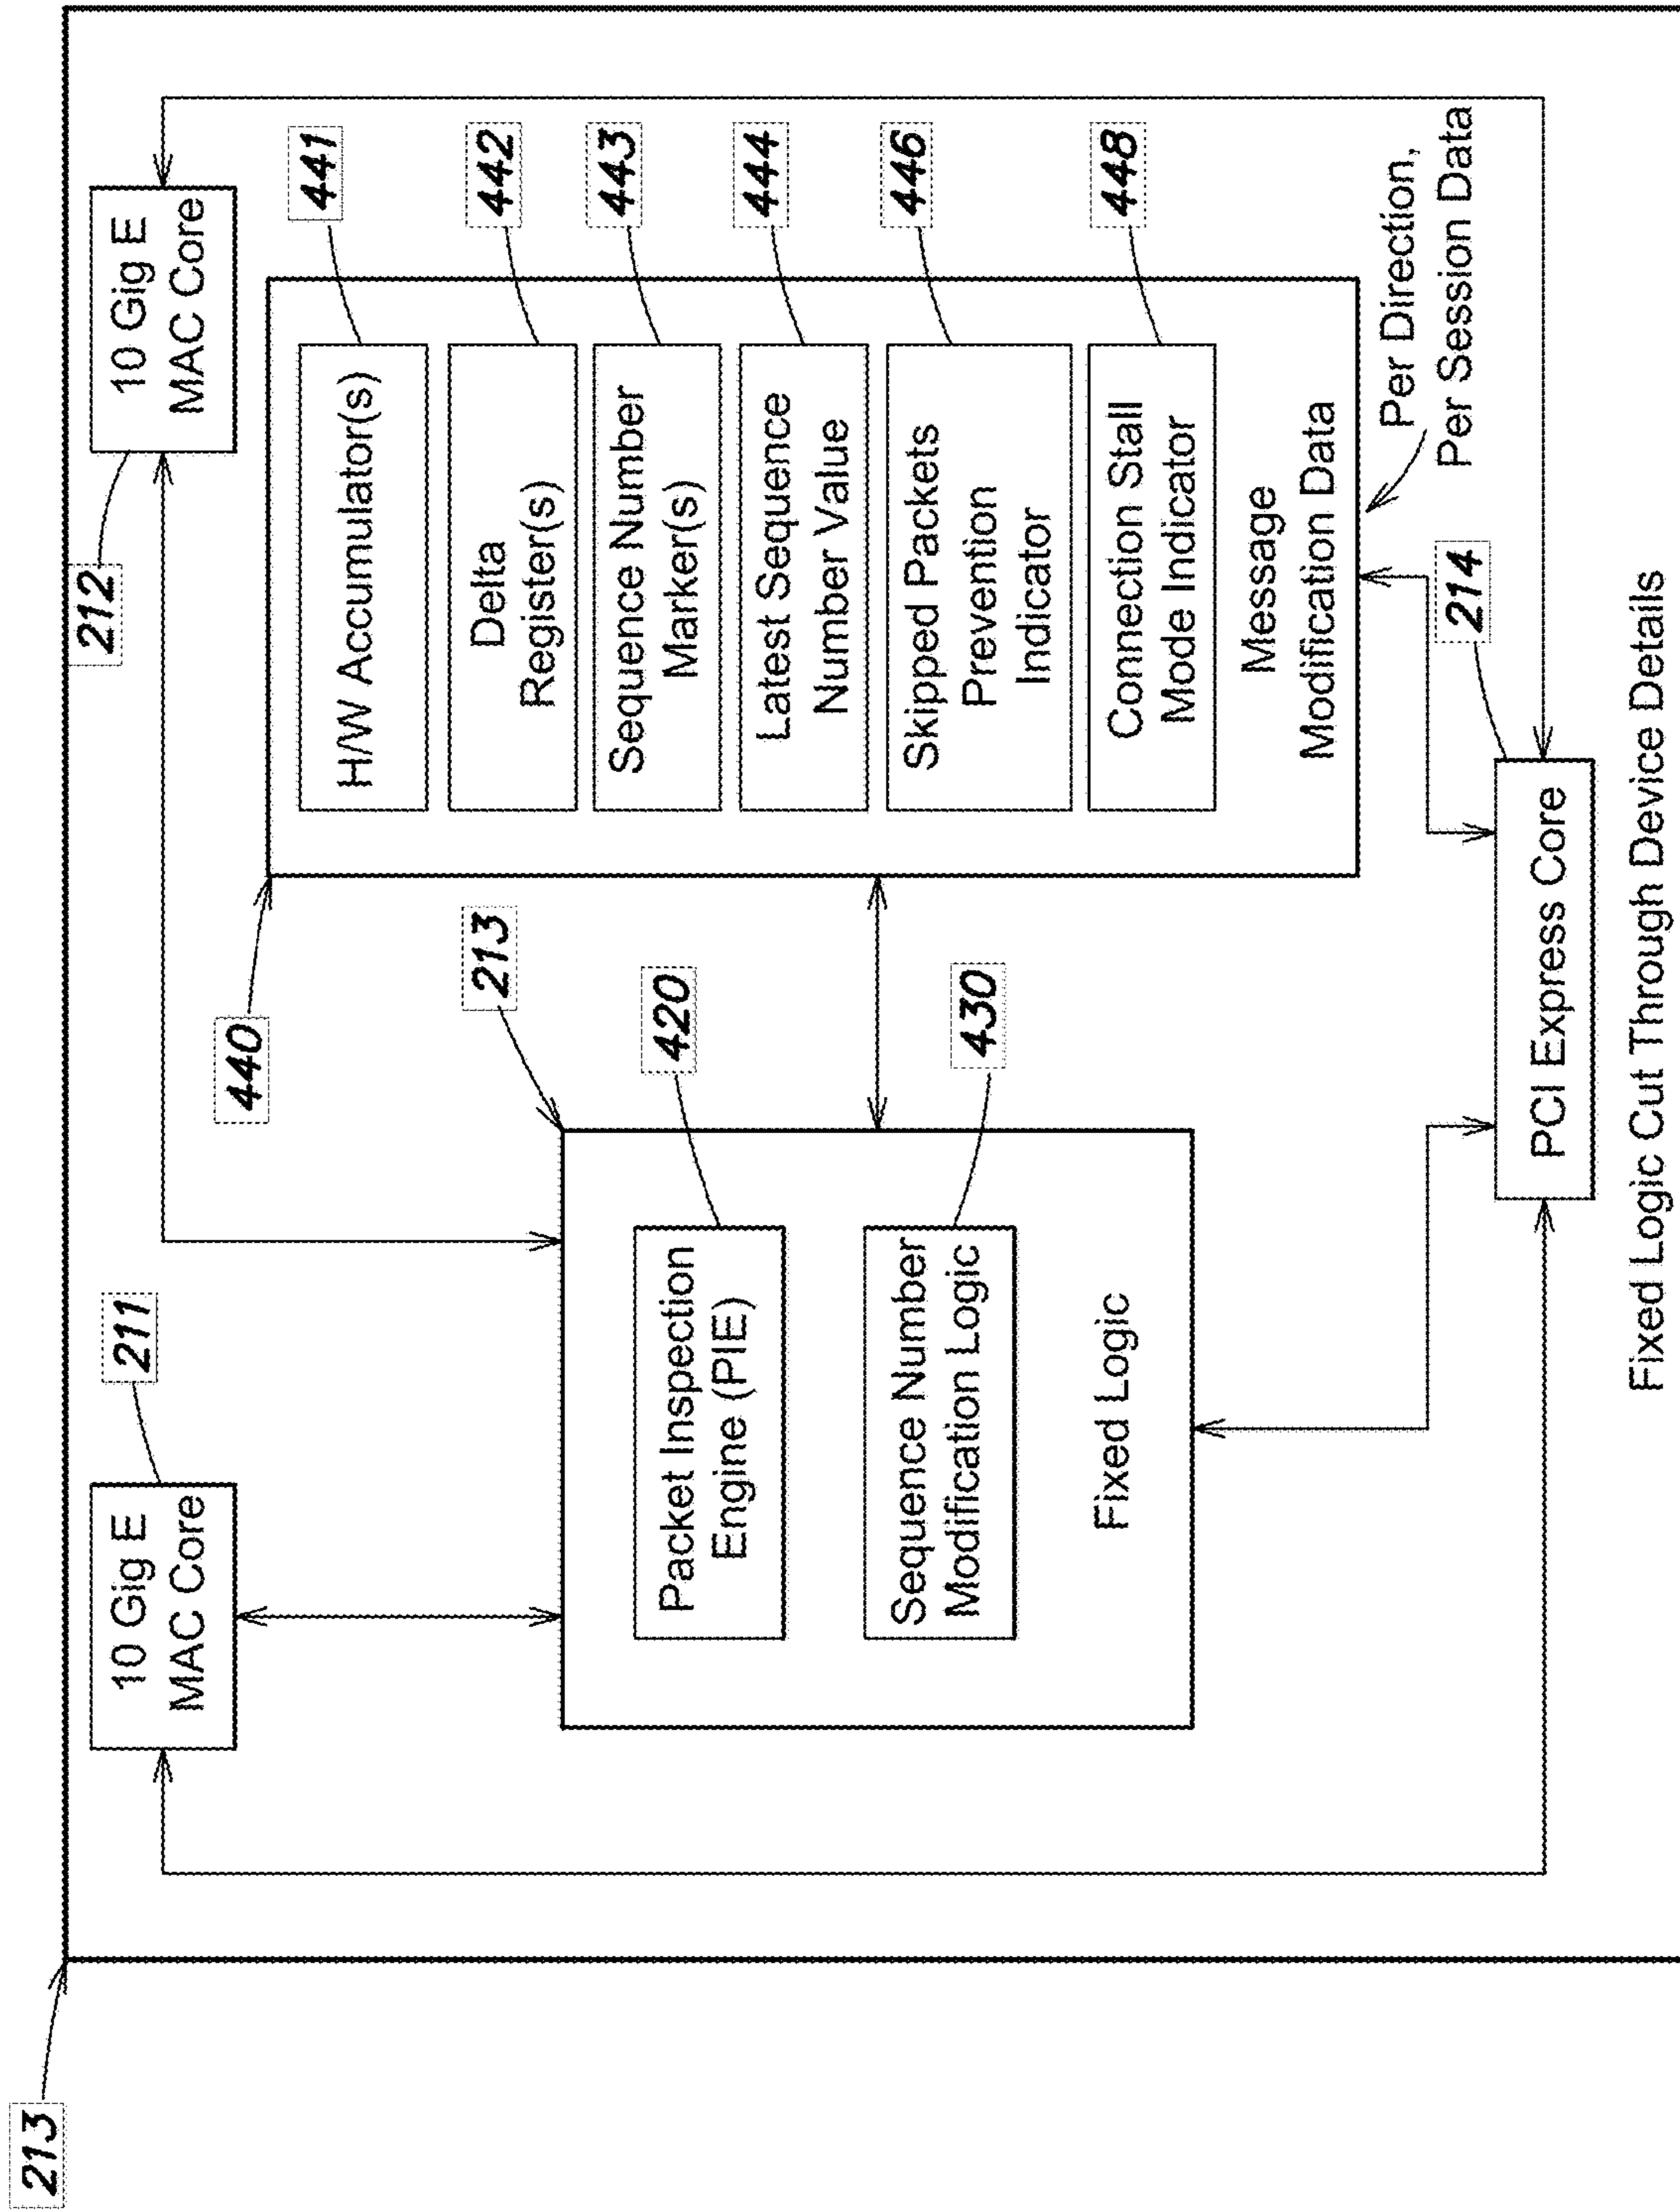 213
10 Gig E
MAC Core
211
10 Gig E
MAC Core
212
213
Packet Inspection
Engine (PIE)
420
Sequence Number
Modification Logic
430
Fixed Logic
440
H/W Accumulator(s)
441
Delta
Register(s)
442
Sequence Number
Marker(s)
443
Latest Sequence
Number Value
444
Skipped Packets
Prevention
Indicator
446
Connection Stall
Mode Indicator
448
Message
Modification Data
Per Direction,
Per Session Data
214
PCI Express Core
Fixed Logic Cut Through Device Details